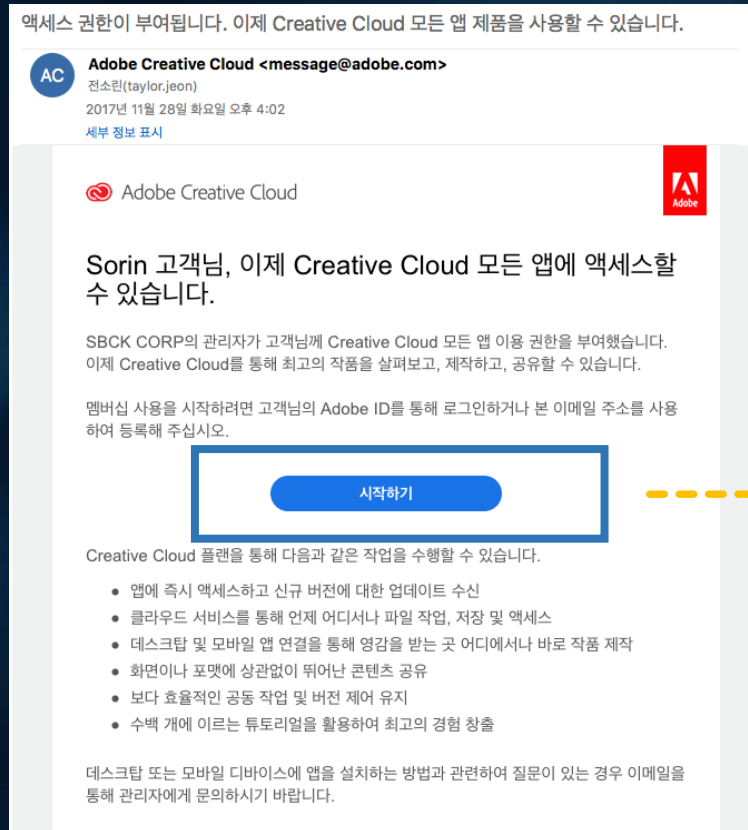 액세스 권한이 부여됩니다. 이제 Creative Cloud 모든 앱 제품을 사용할 수 있습니다.
AC
Adobe Creative Cloud <message@adobe.com>
전소린(taylor.jeon)
2017년 11월 28일 화요일 오후 4:02
세부 정보 표시
Adobe Creative Cloud
Adobe
Sorin 고객님, 이제 Creative Cloud 모든 앱에 액세스할
수 있습니다.
SBCK CORP의 관리자가 고객님께 Creative Cloud 모든 앱 이용 권한을 부여했습니다.
이제 Creative Cloud를 통해 최고의 작품을 살펴보고, 제작하고, 공유할 수 있습니다.
멤버십 사용을 시작하려면 고객님의 Adobe ID를 통해 로그인하거나 본 이메일 주소를 사용
하여 등록해 주십시오.
시작하기
Creative Cloud 플랜을 통해 다음과 같은 작업을 수행할 수 있습니다.
• 앱에 즉시 액세스하고 신규 버전에 대한 업데이트 수신
• 클라우드 서비스를 통해 언제 어디서나 파일 작업, 저장 및 액세스
• 데스크탑 및 모바일 앱 연결을 통해 영감을 받는 곳 어디에서나 바로 작품 제작
• 화면이나 포맷에 상관없이 뛰어난 콘텐츠 공유
• 보다 효율적인 공동 작업 및 버전 제어 유지
• 수백 개에 이르는 튜토리얼을 활용하여 최고의 경험 창출
데스크탑 또는 모바일 디바이스에 앱을 설치하는 방법과 관련하여 질문이 있는 경우 이메일을
통해 관리자에게 문의하시기 바랍니다.